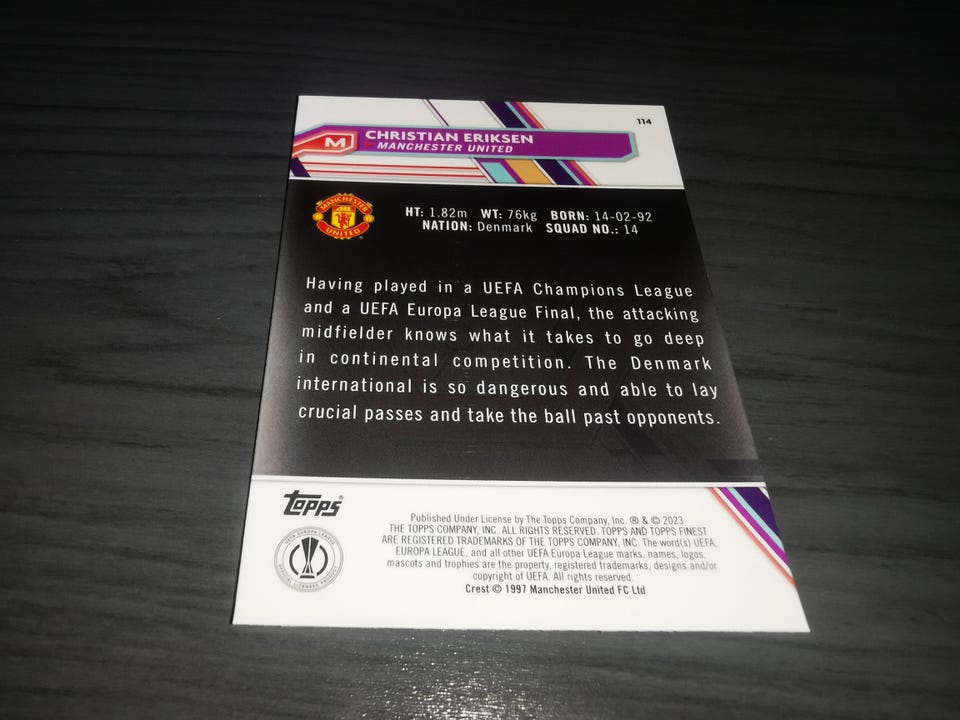 114
M
CHRISTIAN ERIKSEN
MANCHESTER UNITED
MANCHESTER
UNITED
HT: 1.82m WT: 76kg BORN: 14-02-92
NATION: Denmark SQUAD NO.: 14
Having played in a UEFA Champions League
and a UEFA Europa League Final, the attacking
midfielder knows what it takes to go deep
in continental competition. The Denmark
international is so dangerous and able to lay
crucial passes and take the ball past opponents.
topps®
UEFA EUROPA LEAGUE
OFFICIAL LICENSED PRODUCT
Published Under License by The Topps Company, Inc. ® & © 2023
THE TOPPS COMPANY, INC. ALL RIGHTS RESERVED. TOPPS AND TOPPS FINEST
ARE REGISTERED TRADEMARKS OF THE TOPPS COMPANY, INC. The word(s) UEFA,
EUROPA LEAGUE, and all other UEFA Europa League marks, names, logos,
mascots and trophies are the property, registered trademarks, designs and/or
copyright of UEFA. All rights reserved.
Crest © 1997 Manchester United FC Ltd